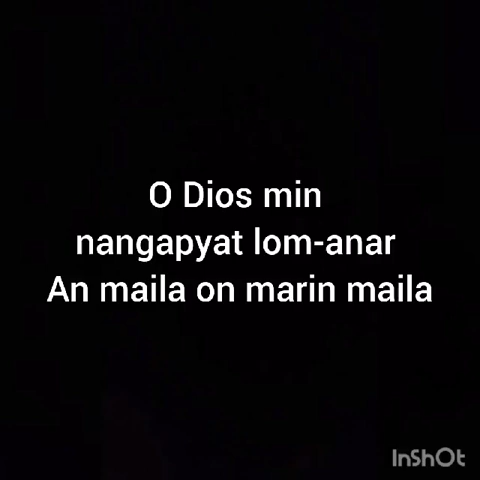 O Dios min
nangapyat lom-anar
An maila on marin maila
InShOt